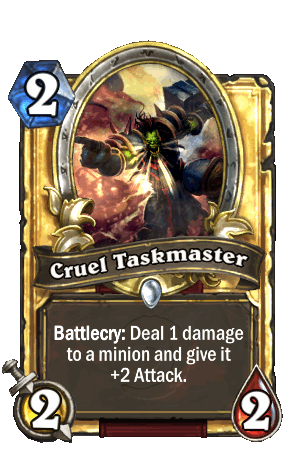 2
Cruel Taskmaster
Battlecry: Deal 1 damage
to a minion and give it
+2 Attack.
2
2